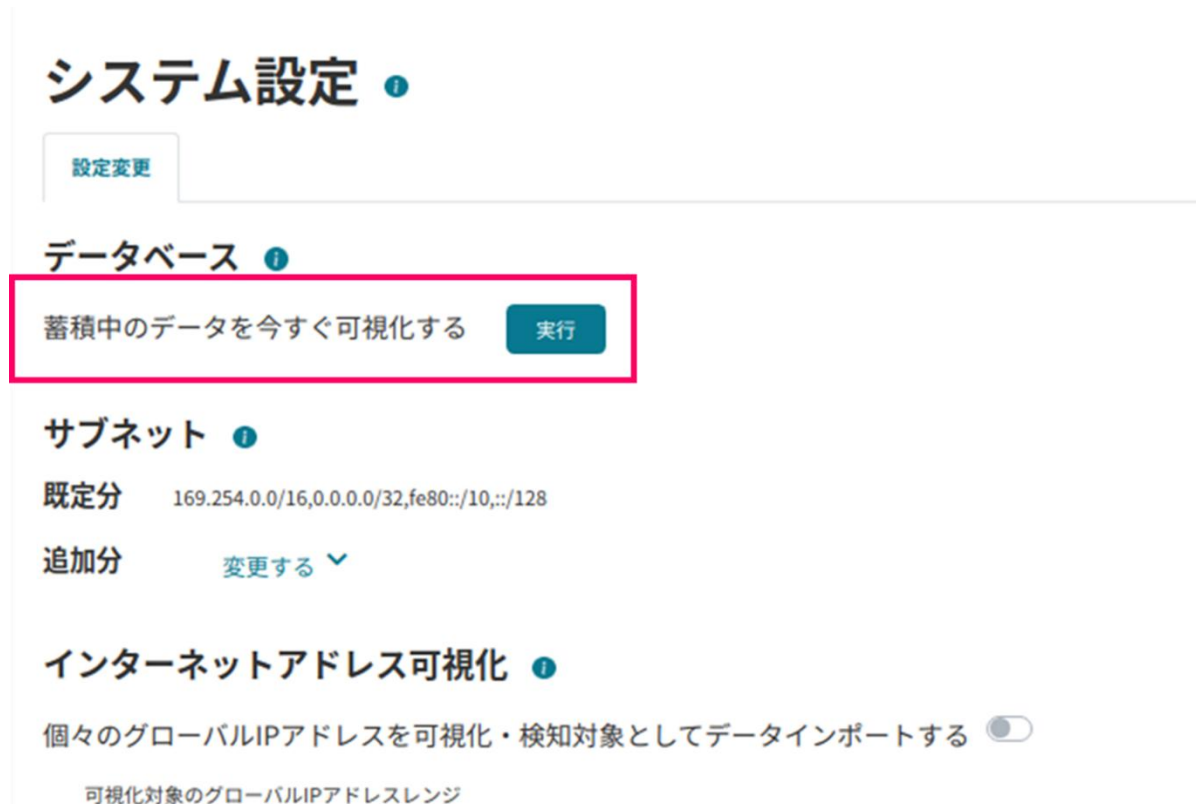 システム設定
設定変更
データベース
蓄積中のデータを今すぐ可視化する 実行
サブネット
既定分 169.254.0.0/16,0.0.0.0/32,fe80::/10,::/128
追加分 変更する
インターネットアドレス可視化
個々のグローバルIPアドレスを可視化・検知対象としてデータインポートする
可視化対象のグローバルIPアドレスレンジ